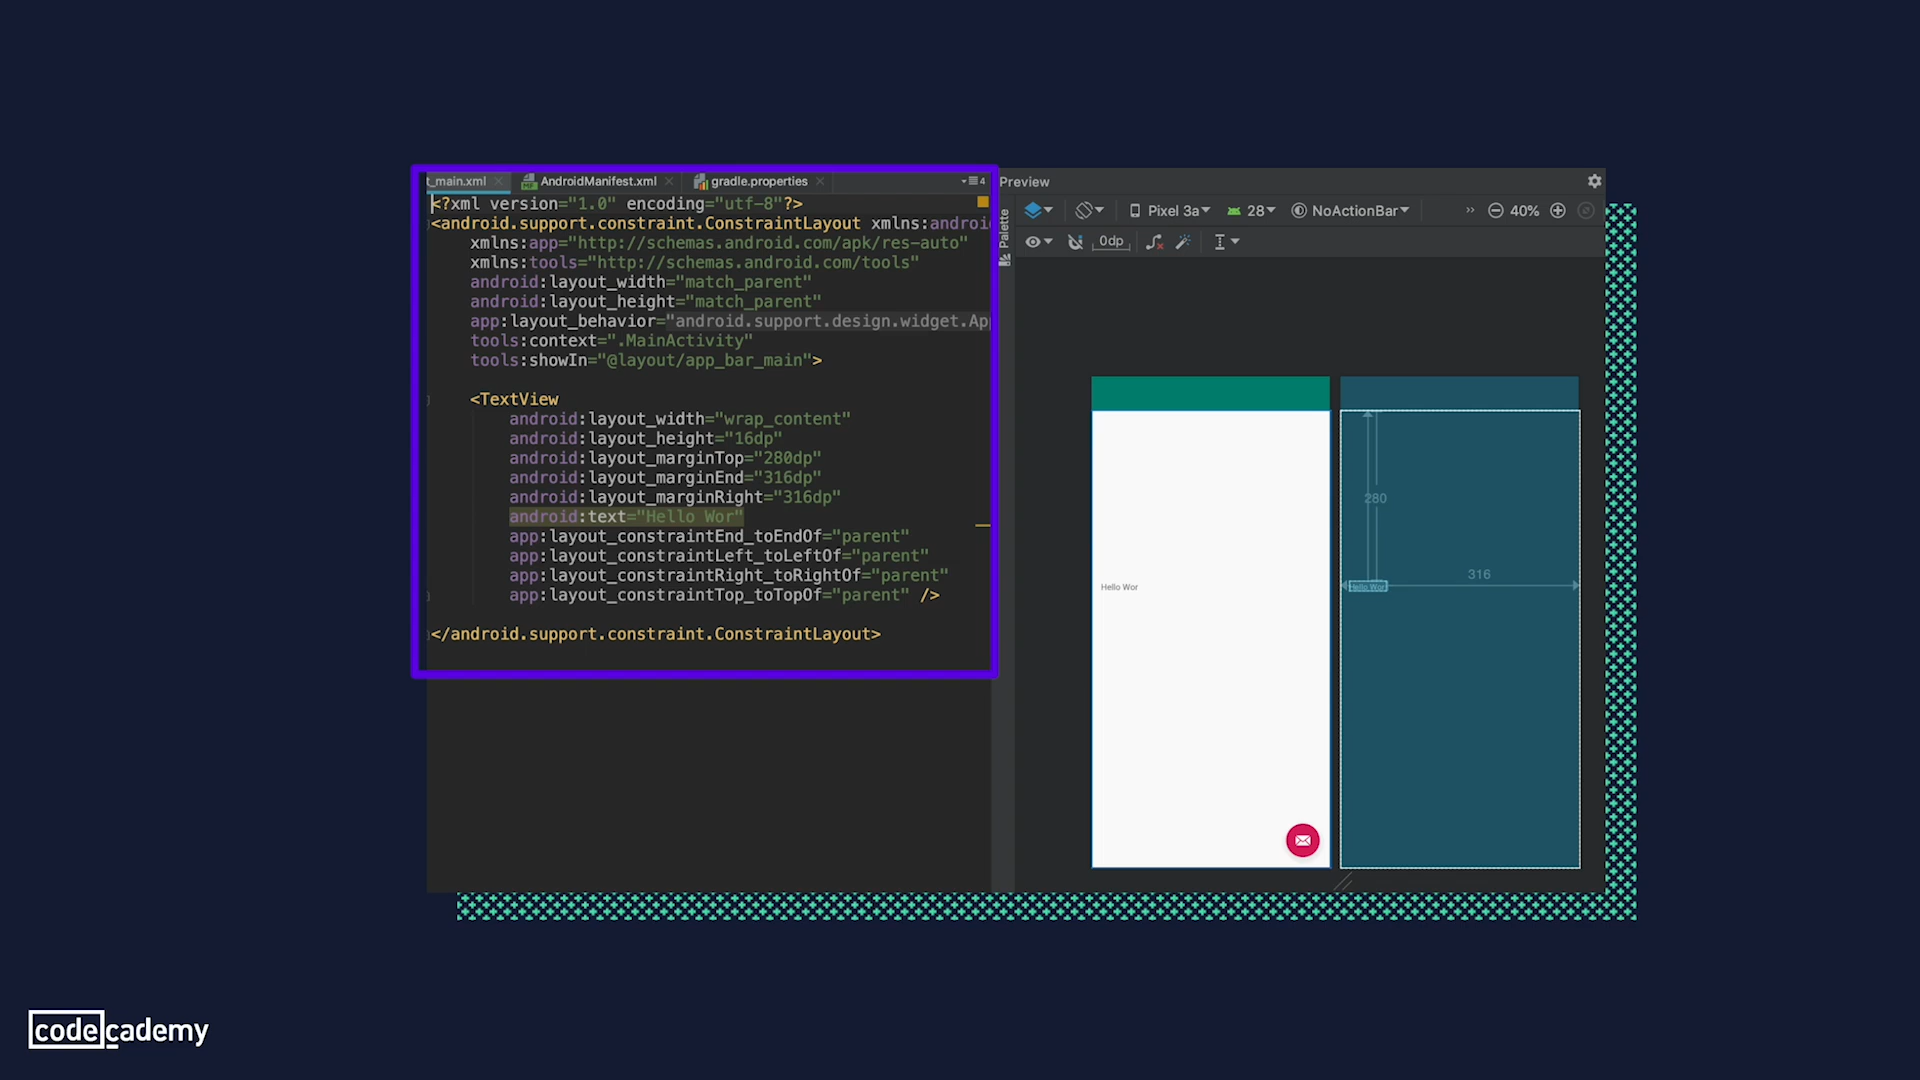 t_main.xml AndroidManifest.xml gradle.properties 4
<?xml version="1.0" encoding="utf-8"?>
<android.support.constraint.ConstraintLayout xmlns:androi
xmlns:app="http://schemas.android.com/apk/res-auto"
xmlns:tools="http://schemas.android.com/tools"
android:layout_width="match_parent"
android:layout_height="match_parent"
app:layout_behavior="android.support.design.widget.Ap
tools:context=".MainActivity"
tools:showIn="@layout/app_bar_main">
<TextView
android:layout_width="wrap_content"
android:layout_height="16dp"
android:layout_marginTop="280dp"
android:layout_marginEnd="316dp"
android:layout_marginRight="316dp"
android:text="Hello Wor"
app:layout_constraintEnd_toEndOf="parent"
app:layout_constraintLeft_toLeftOf="parent"
app:layout_constraintRight_toRightOf="parent"
app:layout_constraintTop_toTopOf="parent" />
</android.support.constraint.ConstraintLayout>
Preview
Palette
Pixel 3a 28 NoActionBar 40%
0dp
Hello Wor
280
316
Hello Wor
codecademy